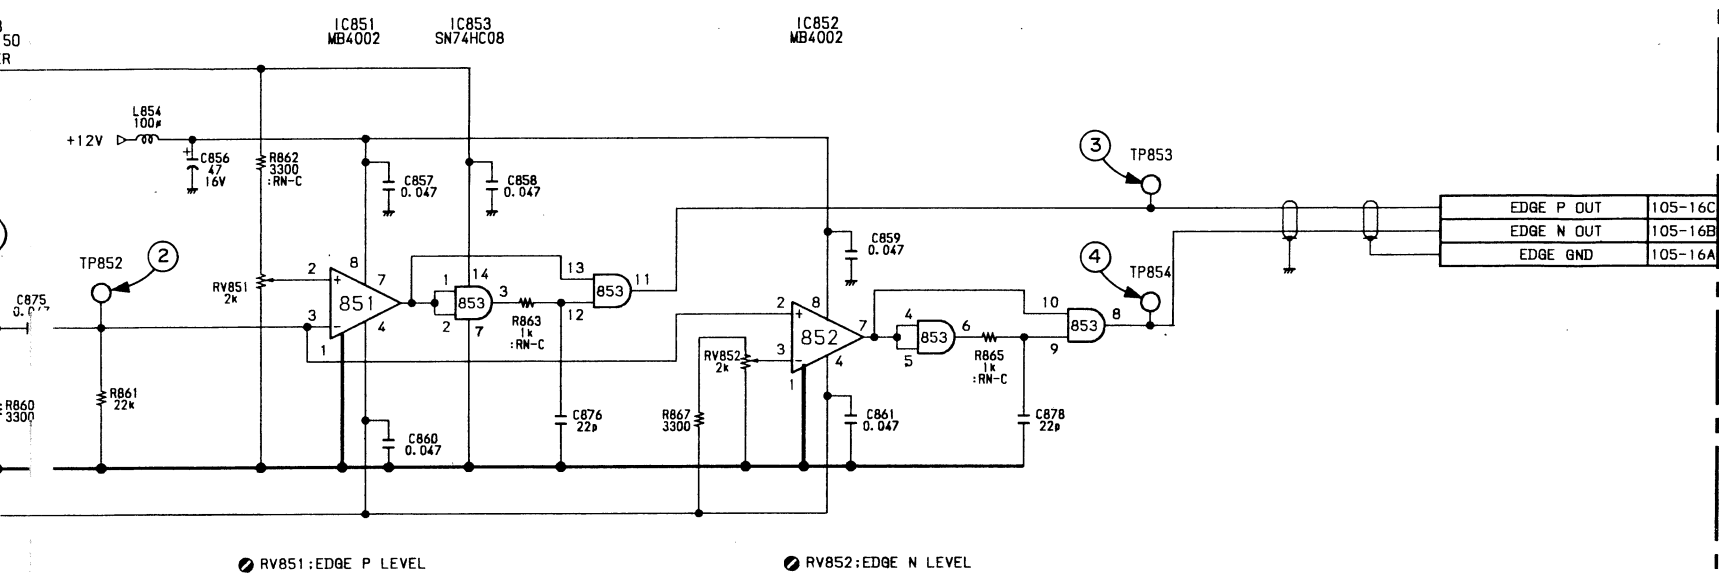 50
ER
IC851
MB4002
IC853
SN74HC08
IC852
MB4002
L854
100μ
+12V
+
C856
47
16V
R862
3300
:RN-C
C857
0.047
C858
0.047
C859
0.047
3
TP853
EDGE P OUT 105-16C
EDGE N OUT 105-16B
EDGE GND 105-16A
4
TP854
TP852
2
C875
0.047
RV851
2k
2
8
7
+
851
3
-
4
1
14
1
853
3
2
7
R863
1k
:RN-C
13
853
11
12
2
8
+
852
7
3
-
4
1
RV852
2k
4
853
6
5
R865
1k
:RN-C
10
853
8
9
R861
22k
R860
3300
C860
0.047
C876
22p
R867
3300
C861
0.047
C878
22p
RV851;EDGE P LEVEL
RV852;EDGE N LEVEL